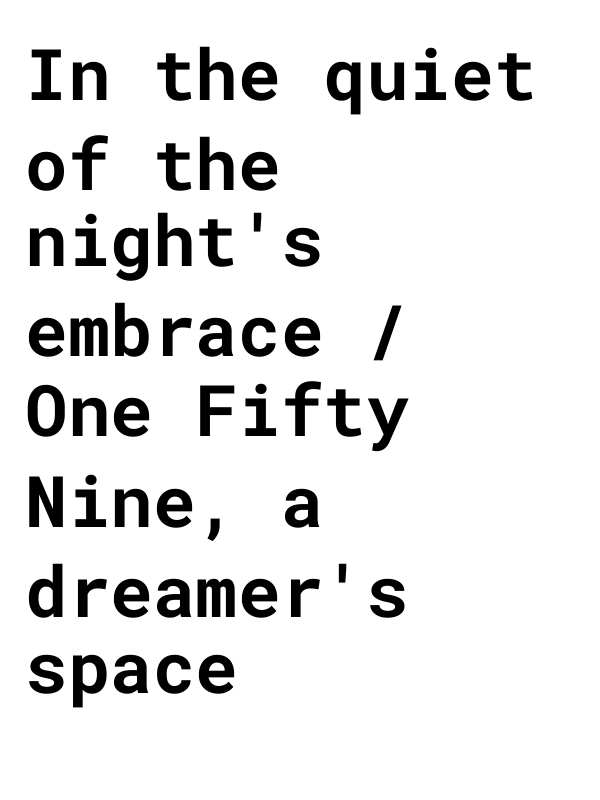 In the quiet
of the
night's
embrace /
One Fifty
Nine, a
dreamer's
space